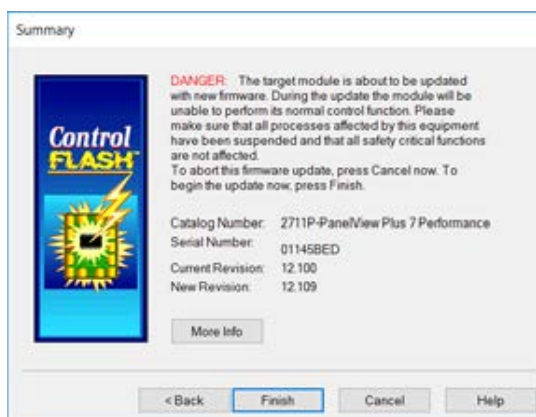 Summary
Control
FLASH
DANGER: The target module is about to be updated
with new firmware. During the update the module will be
unable to perform its normal control function. Please
make sure that all processes affected by this equipment
have been suspended and that all safety critical functions
are not affected.
To abort this firmware update, press Cancel now. To
begin the update now, press Finish.
Catalog Number: 2711P-PanelView Plus 7 Performance
Serial Number: 01145BED
Current Revision: 12.100
New Revision: 12.109
More Info
< Back Finish Cancel Help